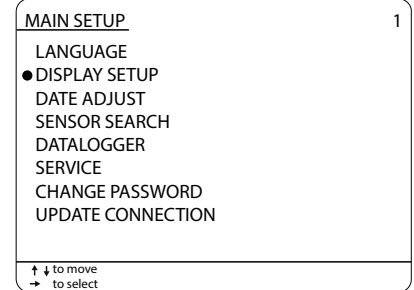 MAIN SETUP 1
LANGUAGE
●DISPLAY SETUP
DATE ADJUST
SENSOR SEARCH
DATALOGGER
SERVICE
CHANGE PASSWORD
UPDATE CONNECTION
↑ ↓ to move
→ to select